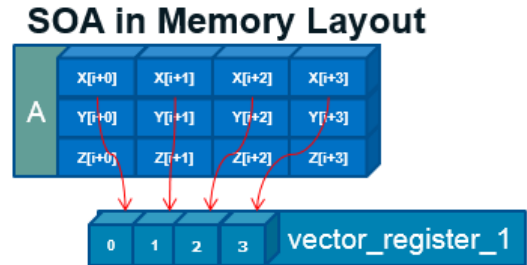 SOA in Memory Layout
A
X[i+0] X[i+1] X[i+2] X[i+3]
Y[i+0] Y[i+1] Y[i+2] Y[i+3]
Z[i+0] Z[i+1] Z[i+2] Z[i+3]
0 1 2 3 vector_register_1